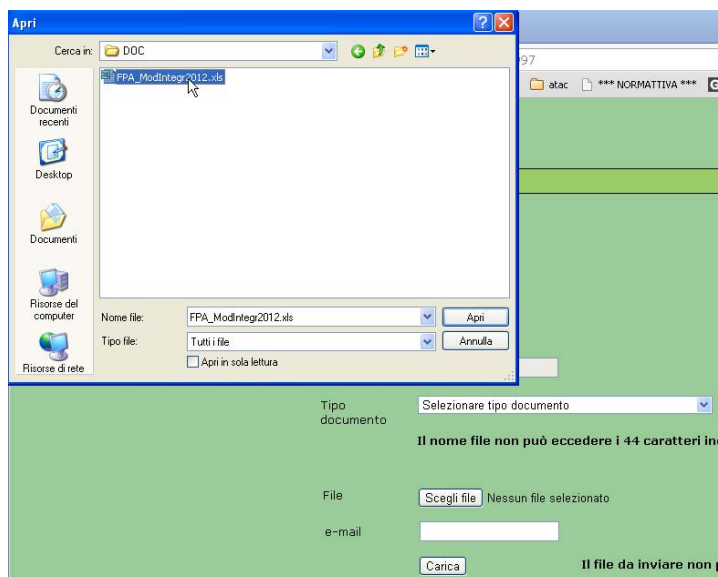 Apri
Cerca in:
DOC
FPA_ModIntegr2012.xls
Documenti
recenti
Desktop
Documenti
Risorse del
computer
Risorse di rete
Nome file:
FPA_ModIntegr2012.xls
Apri
Tipo file:
Tutti i file
Annulla
Apri in sola lettura
97
atac
*** NORMATTIVA ***
G
Tipo
documento
Selezionare tipo documento
Il nome file non può eccedere i 44 caratteri in
File
Scegli file
Nessun file selezionato
e-mail
Carica
Il file da inviare non